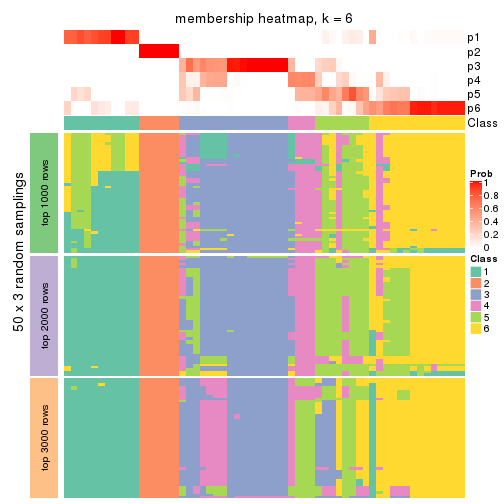 membership heatmap, k = 6
p1
p2
p3
p4
p5
p6
Class
50 x 3 random samplings
top 1000 rows
top 2000 rows
top 3000 rows
Prob
1
0.8
0.6
0.4
0.2
0
Class
1
2
3
4
5
6